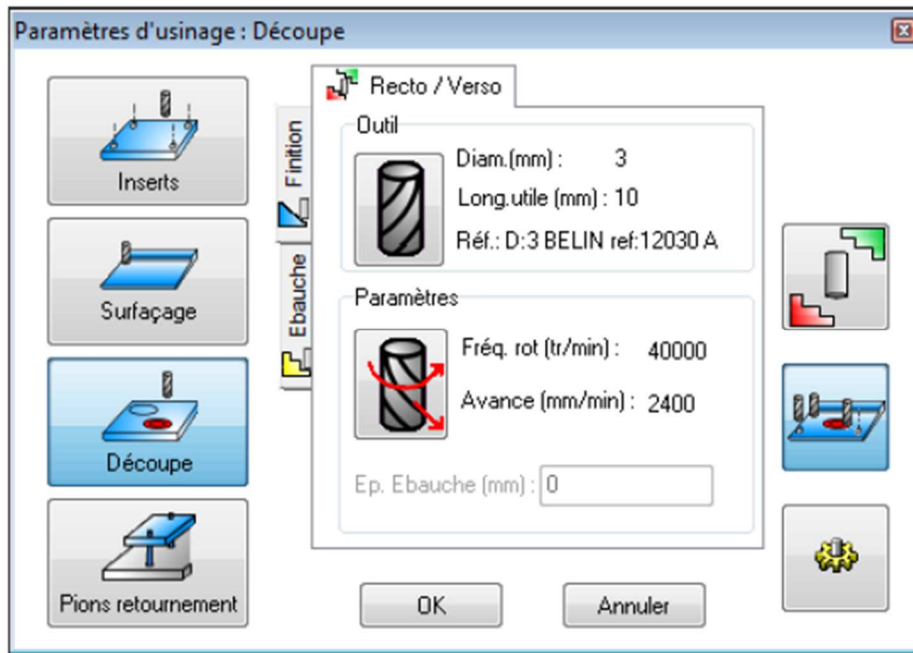 Paramètres d'usinage : Découpe
Inserts
Surfaçage
Découpe
Pions retournement
Finition
Ebauche
Recto / Verso
Outil
Diam.(mm) : 3
Long.utile (mm) : 10
Réf.: D:3 BELIN ref:12030 A
Paramètres
Fréq. rot (tr/min) : 40000
Avance (mm/min) : 2400
Ep. Ebauche (mm) : 0
OK
Annuler